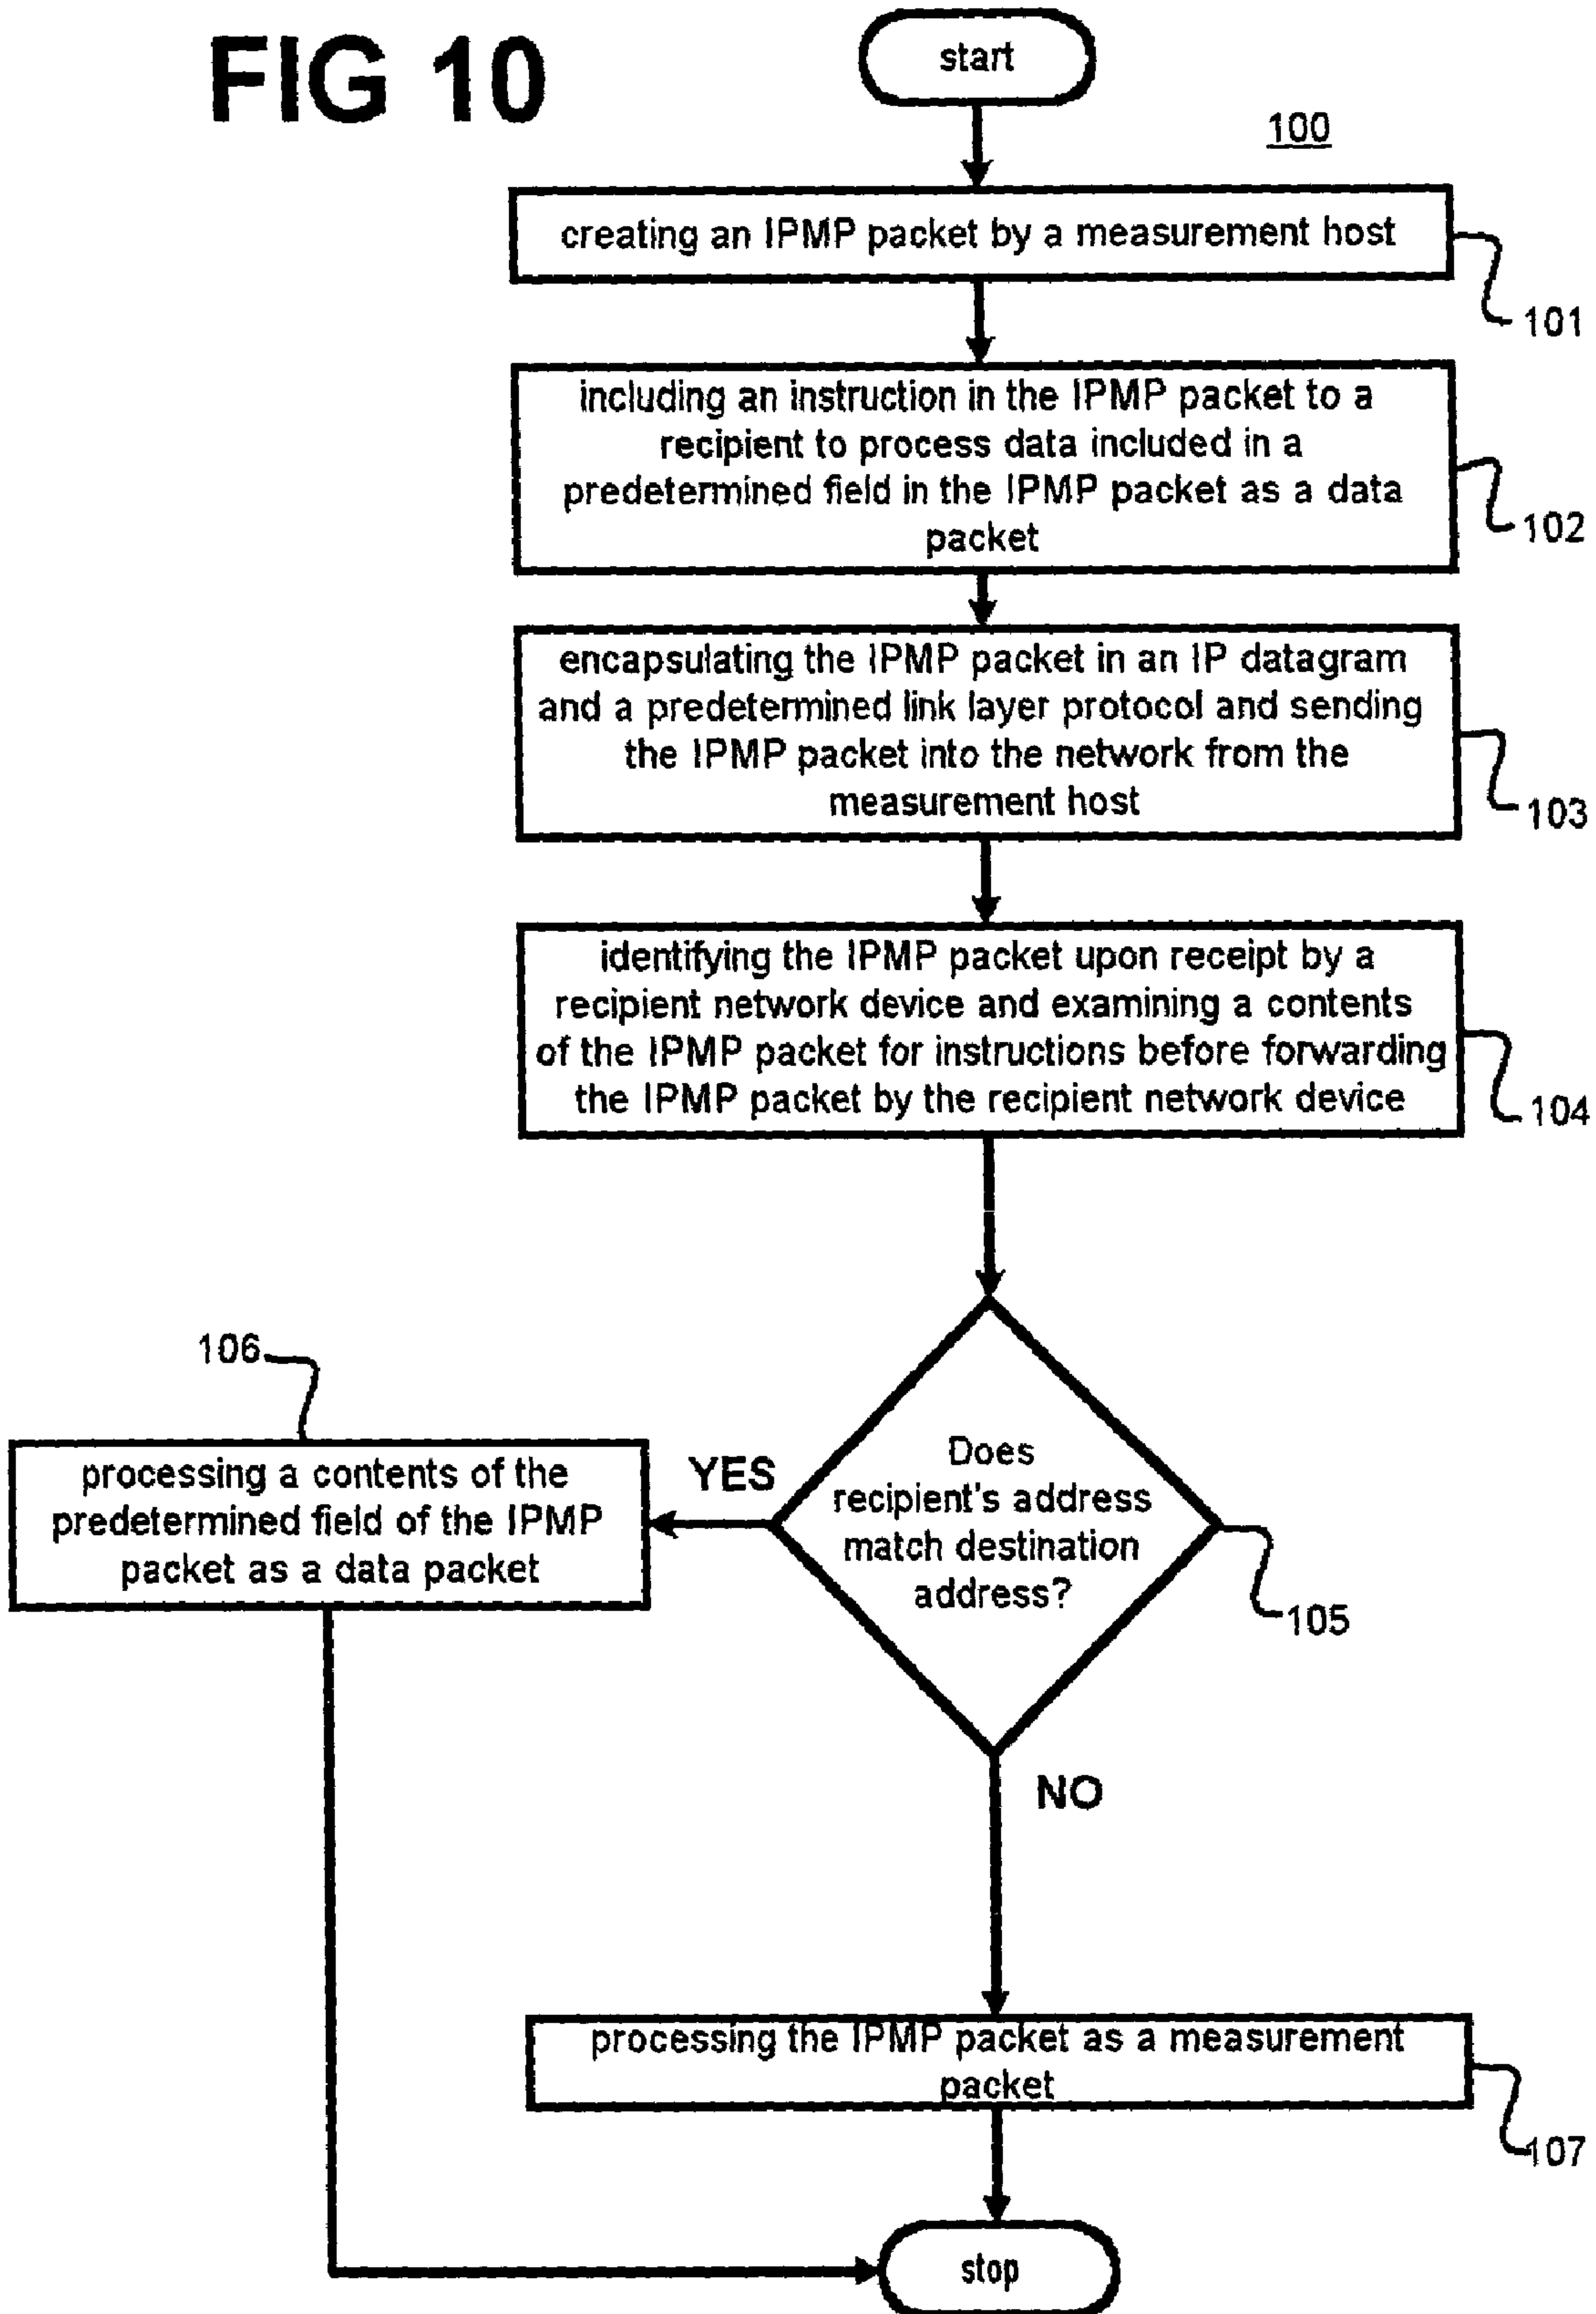 FIG 10
start
100
creating an IPMP packet by a measurement host
101
including an instruction in the IPMP packet to a
recipient to process data included in a
predetermined field in the IPMP packet as a data
packet
102
encapsulating the IPMP packet in an IP datagram
and a predetermined link layer protocol and sending
the IPMP packet into the network from the
measurement host
103
identifying the IPMP packet upon receipt by a
recipient network device and examining a contents
of the IPMP packet for instructions before forwarding
the IPMP packet by the recipient network device
104
Does
recipient's address
match destination
address?
105
YES
106
processing a contents of the
predetermined field of the IPMP
packet as a data packet
NO
processing the IPMP packet as a measurement
packet
107
stop